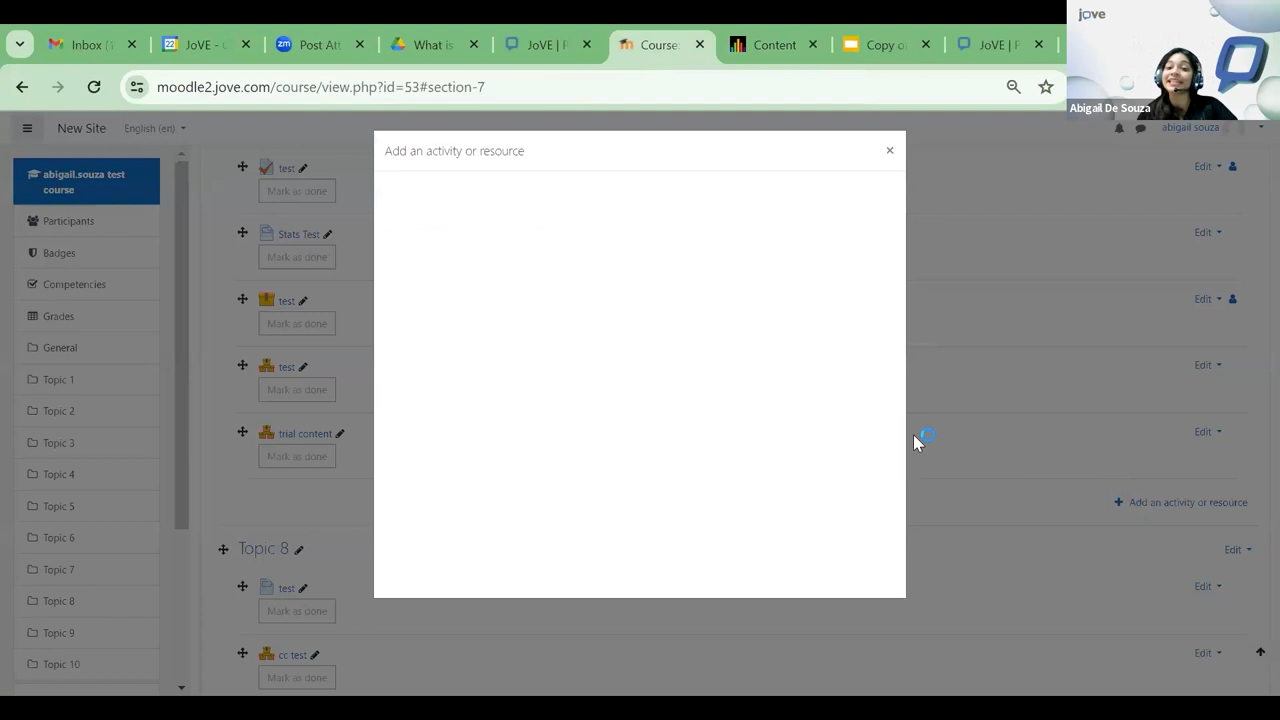 jove
Inbox (1
JoVE - C
Post Att
What is
JoVE | R
Course:
Content
Copy o
JoVE | F
moodle2.jove.com/course/view.php?id=53#section-7
Abigail De Souza
New Site
English (en)
abigail souza
Add an activity or resource
×
abigail.souza test
course
Participants
Badges
Competencies
Grades
General
Topic 1
Topic 2
Topic 3
Topic 4
Topic 5
Topic 6
Topic 7
Topic 8
Topic 9
Topic 10
test
Edit
Mark as done
Stats Test
Edit
Mark as done
test
Edit
Mark as done
test
Edit
Mark as done
trial content
Edit
Mark as done
Add an activity or resource
Topic 8
Edit
test
Edit
Mark as done
cc test
Edit
Mark as done